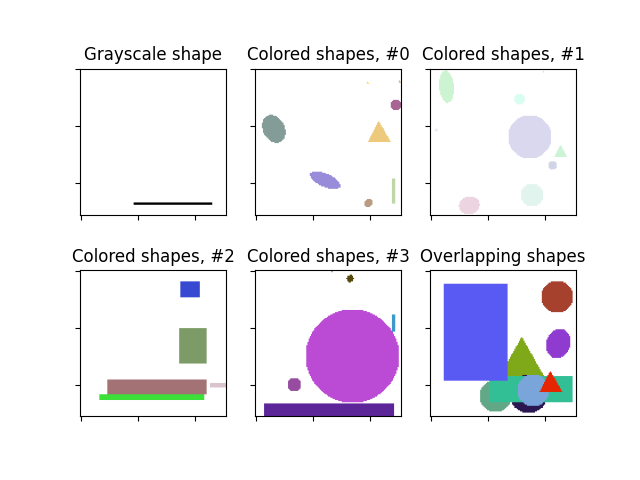 Grayscale shape
Colored shapes, #0
Colored shapes, #1
Colored shapes, #2
Colored shapes, #3
Overlapping shapes